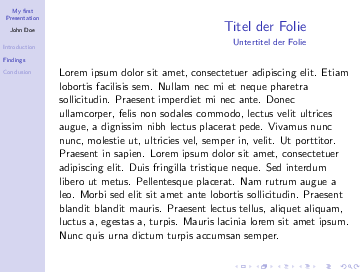 My first
Presentation
John Doe
Introduction
Findings
Conclusion
Titel der Folie
Untertitel der Folie
Lorem ipsum dolor sit amet, consectetuer adipiscing elit. Etiam
lobortis facilisis sem. Nullam nec mi et neque pharetra
sollicitudin. Praesent imperdiet mi nec ante. Donec
ullamcorper, felis non sodales commodo, lectus velit ultrices
augue, a dignissim nibh lectus placerat pede. Vivamus nunc
nunc, molestie ut, ultricies vel, semper in, velit. Ut porttitor.
Praesent in sapien. Lorem ipsum dolor sit amet, consectetuer
adipiscing elit. Duis fringilla tristique neque. Sed interdum
libero ut metus. Pellentesque placerat. Nam rutrum augue a
leo. Morbi sed elit sit amet ante lobortis sollicitudin. Praesent
blandit blandit mauris. Praesent lectus tellus, aliquet aliquam,
luctus a, egestas a, turpis. Mauris lacinia lorem sit amet ipsum.
Nunc quis urna dictum turpis accumsan semper.